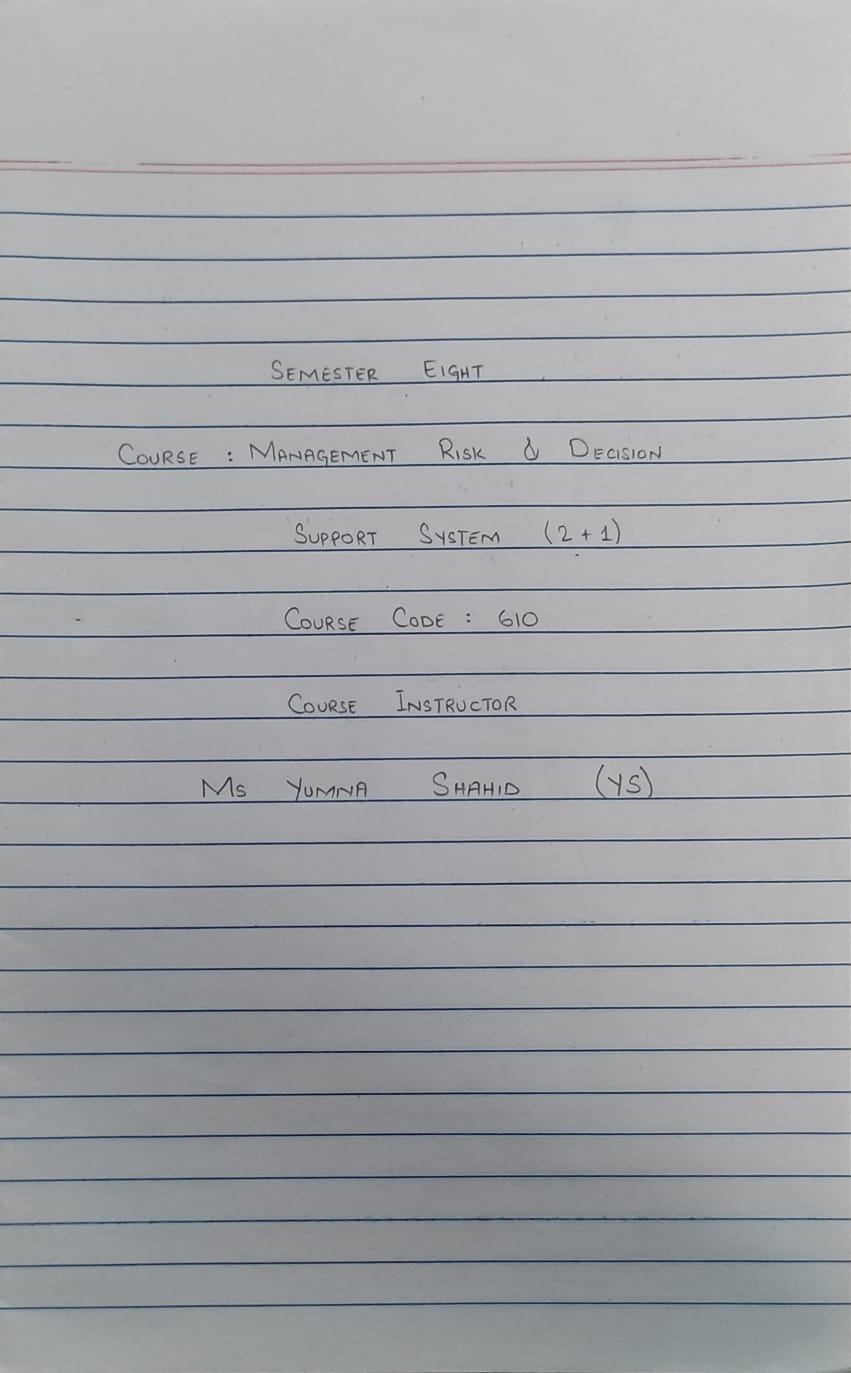 SEMESTER EIGHT
COURSE : MANAGEMENT RISK & DECISION
SUPPORT SYSTEM (2 + 1)
COURSE CODE : 610
COURSE INSTRUCTOR
MS YUMNA SHAHID (YS)